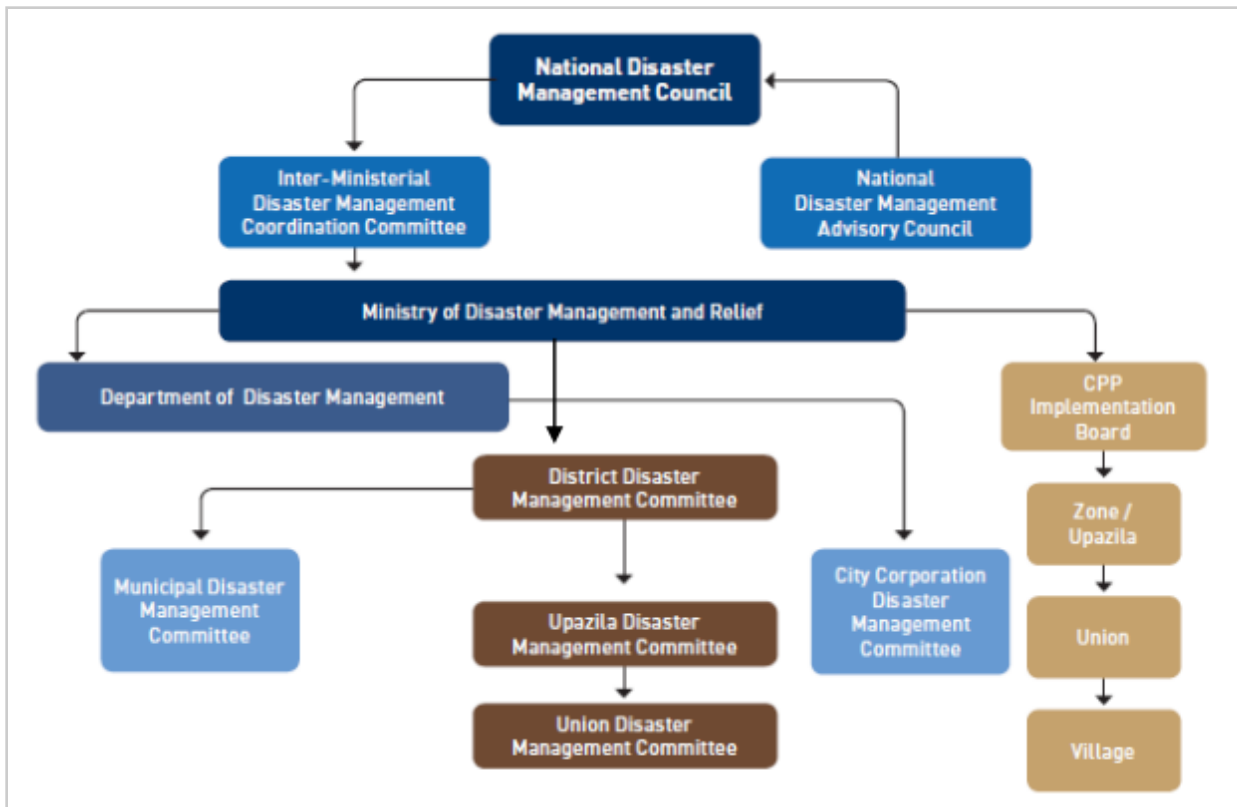 National Disaster
Management Council
Inter-Ministerial
Disaster Management
Coordination Committee
National
Disaster Management
Advisory Council
Ministry of Disaster Management and Relief
Department of Disaster Management
CPP
Implementation
Board
District Disaster
Management Committee
Zone /
Upazila
Municipal Disaster
Management
Committee
City Corporation
Disaster
Management
Committee
Upazila Disaster
Management Committee
Union
Union Disaster
Management Committee
Village